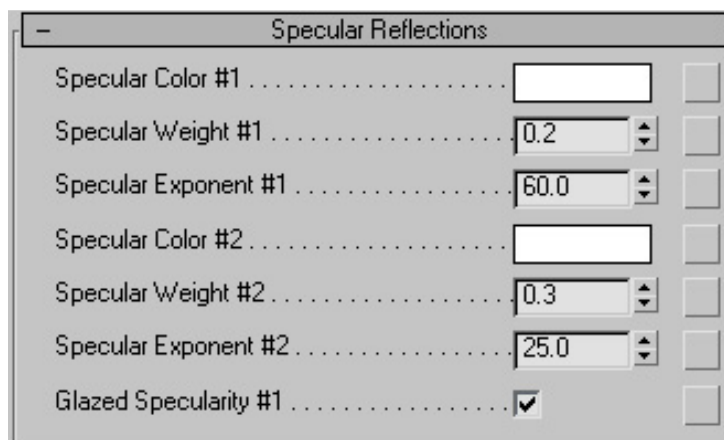 Specular Reflections
Specular Color #1
Specular Weight #1 0.2
Specular Exponent #1 60.0
Specular Color #2
Specular Weight #2 0.3
Specular Exponent #2 25.0
Glazed Specularity #1